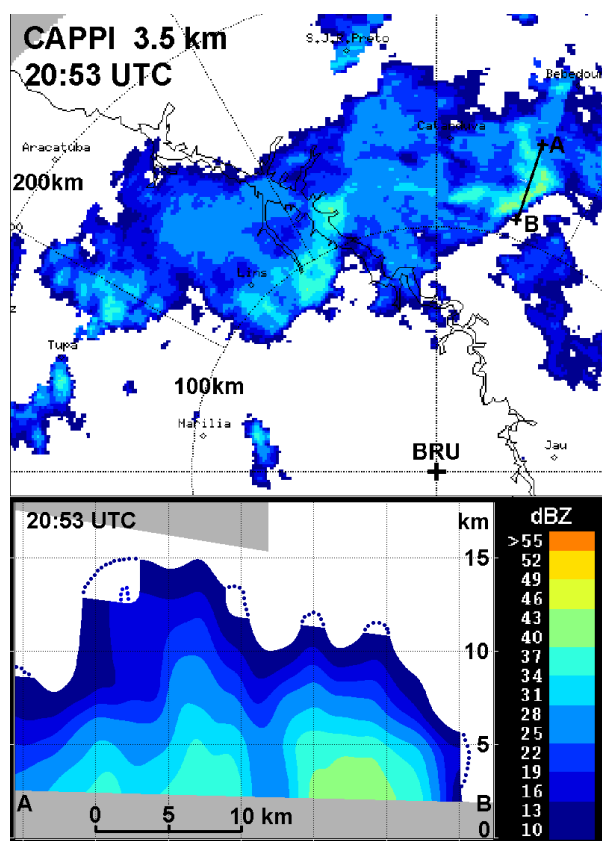 CAPPI 3.5 km
20:53 UTC
S.J.R.Preto
Bebedour
Catanduva
Aracatuba
A
200km
B
Lins
Tupa
100km
Marilia
BRU
Jau
20:53 UTC
km
15
10
5
0
A
B
0 5 10 km
dBZ
>55
52
49
46
43
40
37
34
31
28
25
22
19
16
13
10